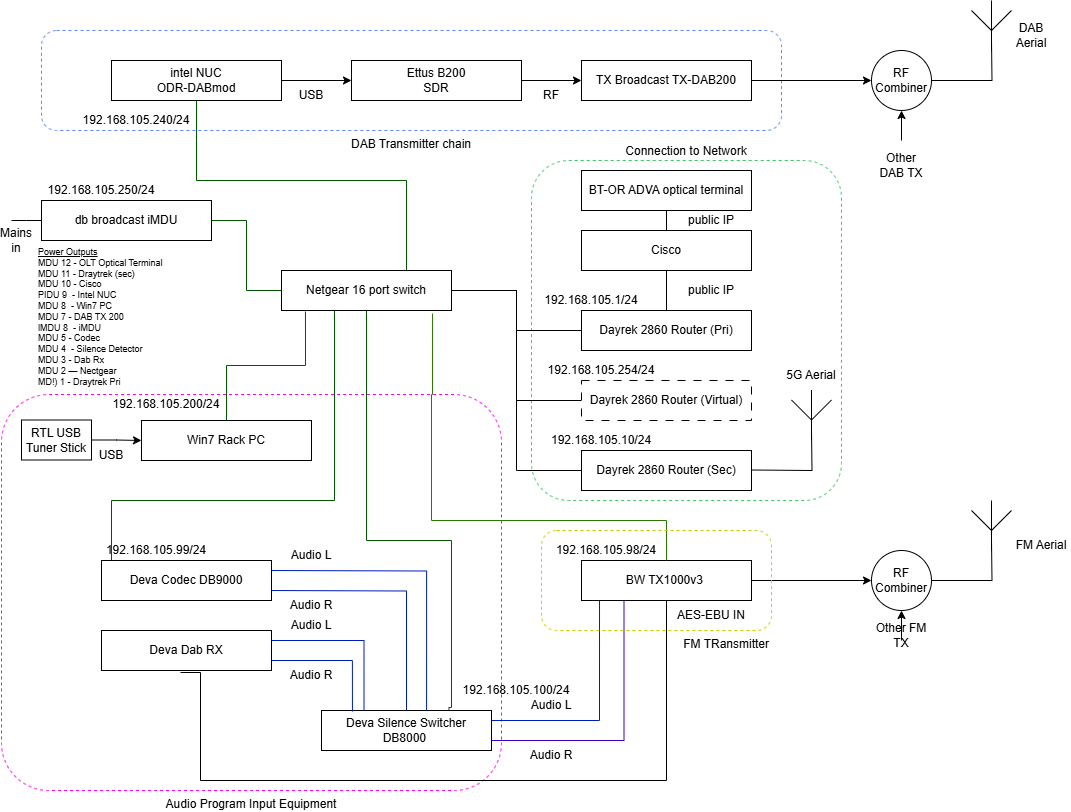 DAB
Aerial
intel NUC
ODR-DABmod
USB
Ettus B200
SDR
RF
TX Broadcast TX-DAB200
RF
Combiner
192.168.105.240/24
DAB Transmitter chain
Other
DAB TX
Connection to Network
192.168.105.250/24
BT-OR ADVA optical terminal
public IP
db broadcast iMDU
Mains
in
Cisco
Power Outputs
MDU 12 - OLT Optical Terminal
MDU 11 - Draytrek (sec)
MDU 10 - Cisco
PIDU 9  - Intel NUC
MDU 8  - Win7 PC
MDU 7 - DAB TX 200
IMDU 8  - iMDU
MDU 5 - Codec
MDU 4  - Silence Detector
MDU 3 - Dab Rx
MDU 2 — Nectgear
MD!) 1 - Draytrek Pri
Netgear 16 port switch
public IP
192.168.105.1/24
Dayrek 2860 Router (Pri)
192.168.105.254/24
Dayrek 2860 Router (Virtual)
5G Aerial
192.168.105.10/24
Dayrek 2860 Router (Sec)
192.168.105.200/24
RTL USB
Tuner Stick
USB
Win7 Rack PC
192.168.105.99/24
Deva Codec DB9000
Audio L
Audio R
Deva Dab RX
Audio L
Audio R
192.168.105.98/24
BW TX1000v3
AES-EBU IN
FM TRansmitter
RF
Combiner
FM Aerial
Other FM
TX
192.168.105.100/24
Audio L
Deva Silence Switcher
DB8000
Audio R
Audio Program Input Equipment